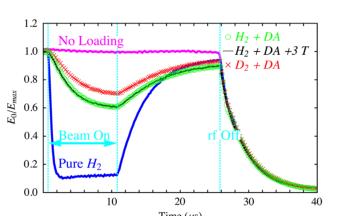 1.2
1.0
0.8
0.6
0.4
0.2
0.0
E₀/Eₘₐₓ
No Loading
H₂ + DA
H₂ + DA +3 T
D₂ + DA
Beam On
rf Off
Pure H₂
0 10 20 30 40
Time (μs)